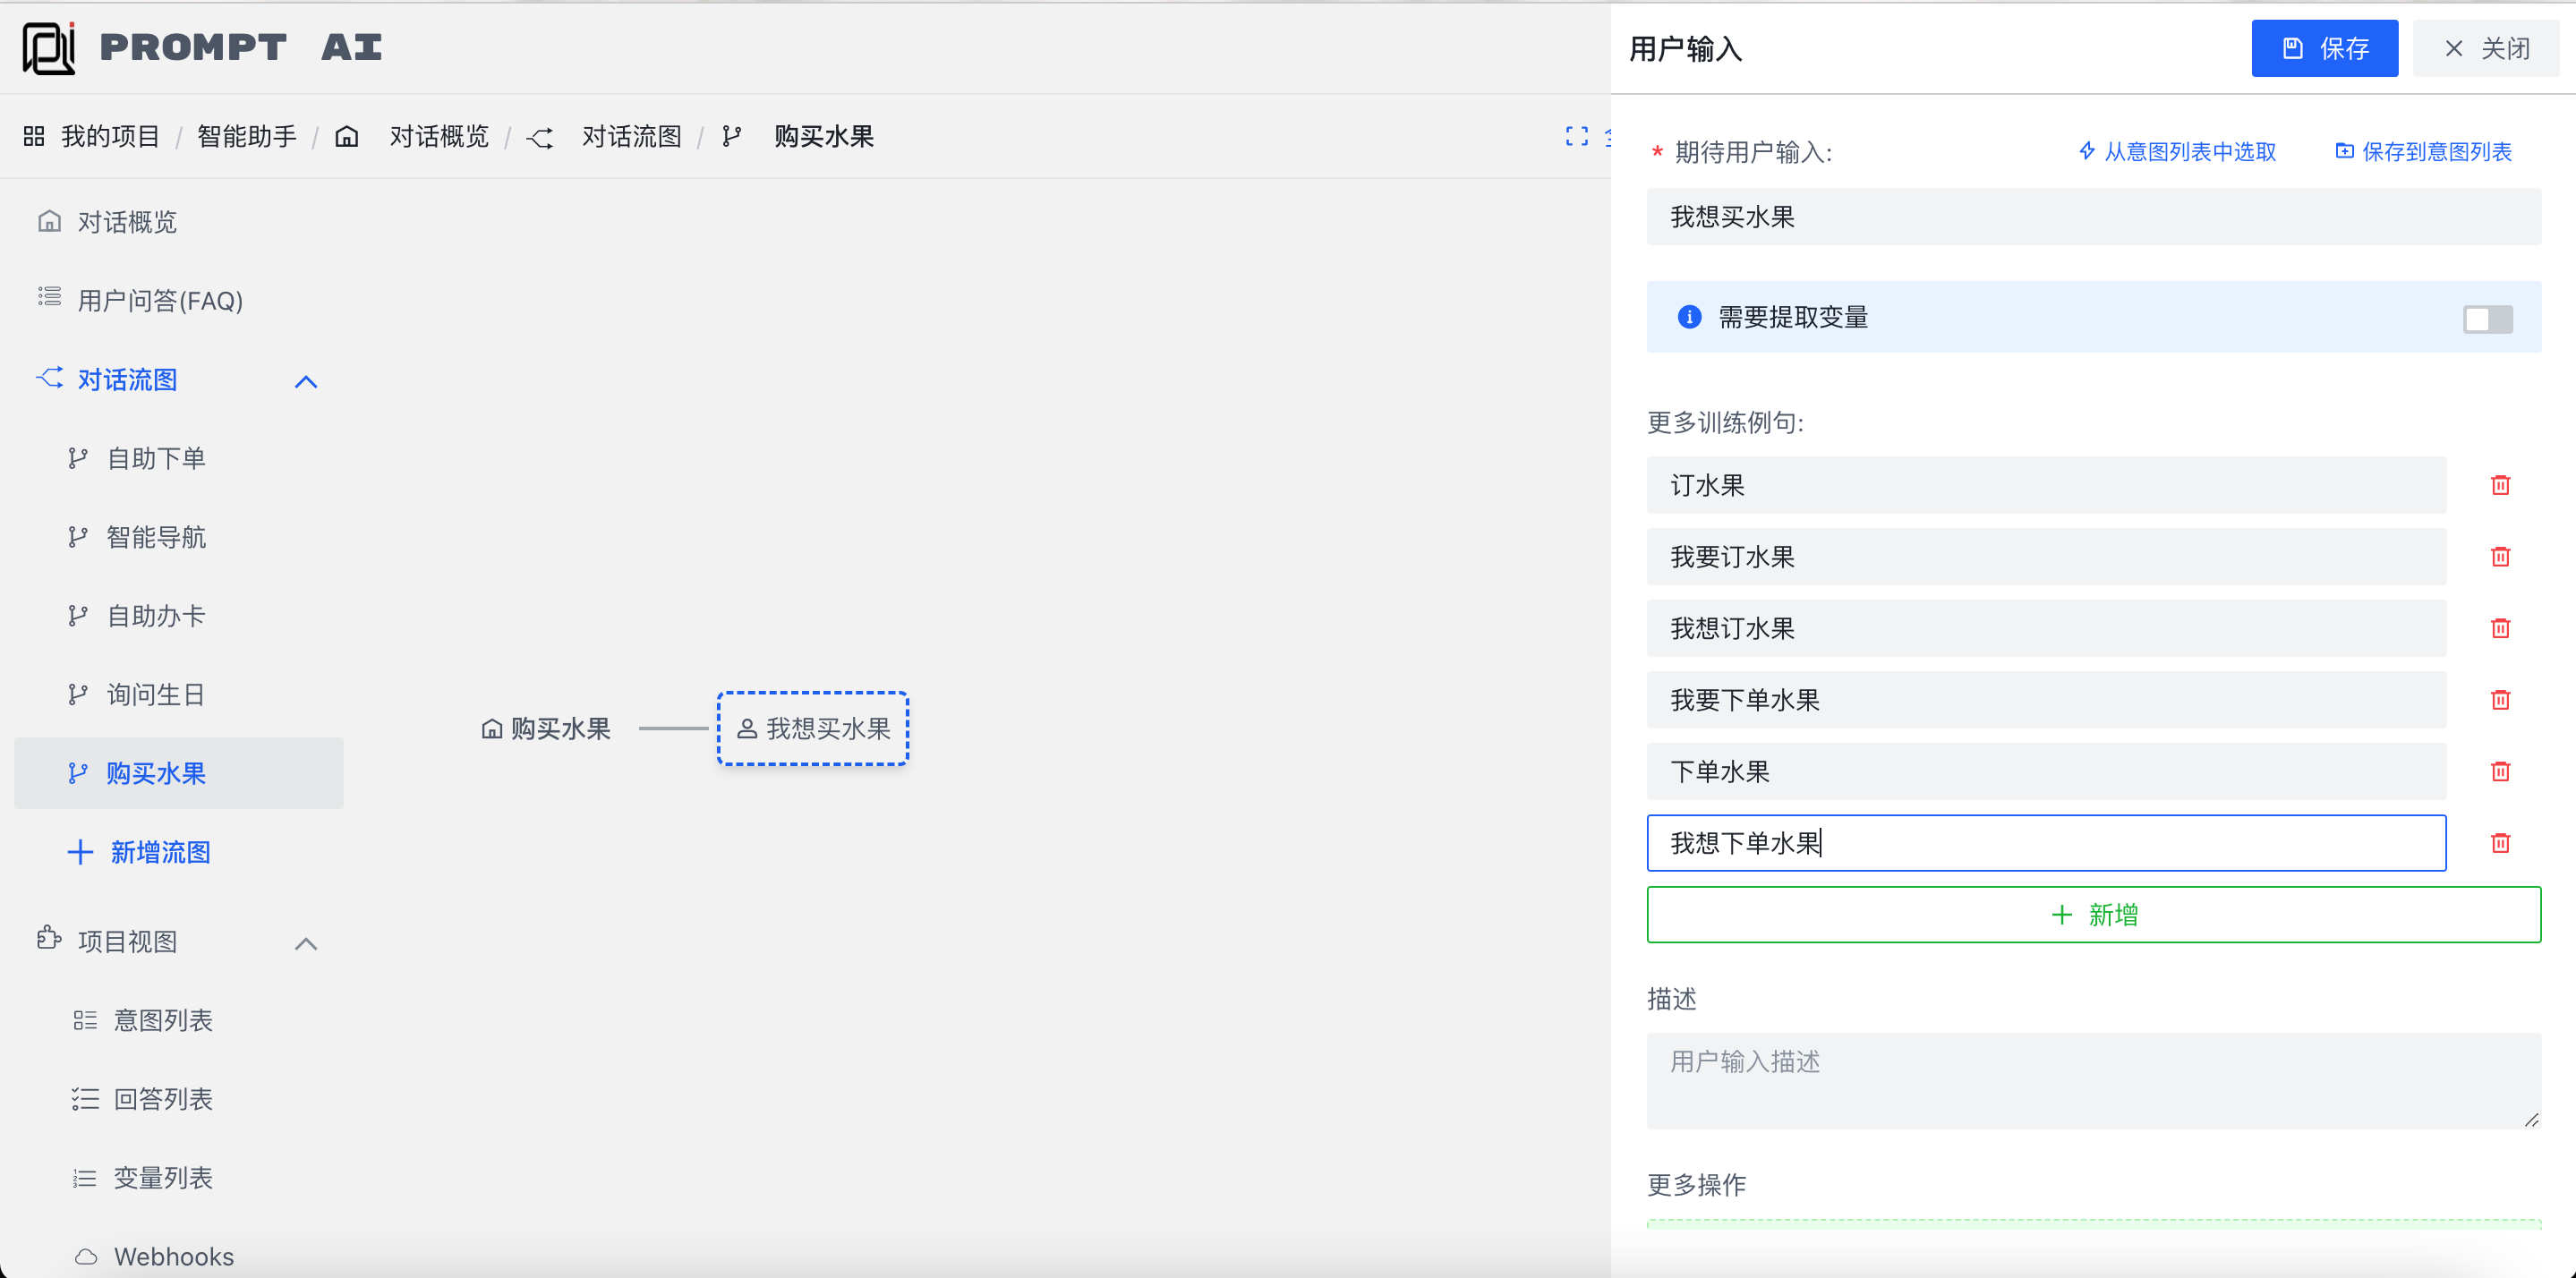 PROMPT AI
我的项目 / 智能助手 / 对话概览 / 对话流图 / 购买水果
对话概览
用户问答(FAQ)
对话流图
自助下单
智能导航
自助办卡
询问生日
购买水果
新增流图
项目视图
意图列表
回答列表
变量列表
Webhooks
购买水果
我想买水果
用户输入
保存
关闭
* 期待用户输入:
从意图列表中选取
保存到意图列表
我想买水果
需要提取变量
更多训练例句:
订水果
我要订水果
我想订水果
我要下单水果
下单水果
我想下单水果
新增
描述
用户输入描述
更多操作